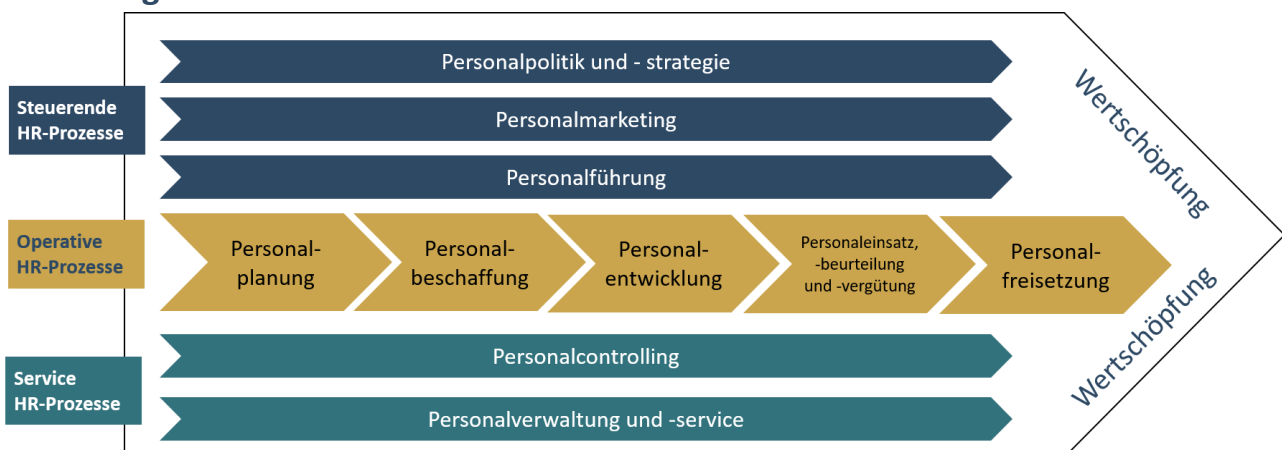 Personalpolitik und - strategie
Steuerende
HR-Prozesse
Personalmarketing
Personalführung
Wertschöpfung
Operative
HR-Prozesse
Personal-
planung
Personal-
beschaffung
Personal-
entwicklung
Personaleinsatz,
-beurteilung
und -vergütung
Personal-
freisetzung
Wertschöpfung
Service
HR-Prozesse
Personalcontrolling
Personalverwaltung und -service